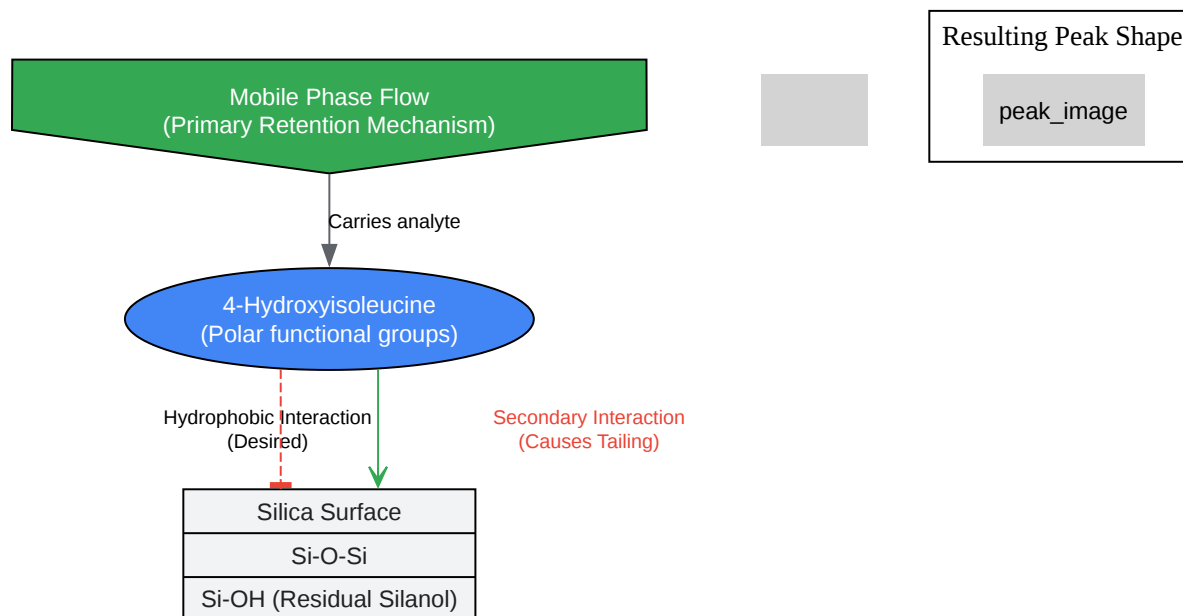 Resulting Peak Shape
peak_image
Mobile Phase Flow
(Primary Retention Mechanism)
Carries analyte
4-Hydroxyisoleucine
(Polar functional groups)
Hydrophobic Interaction
(Desired)
Secondary Interaction
(Causes Tailing)
Silica Surface
Si-O-Si
Si-OH (Residual Silanol)